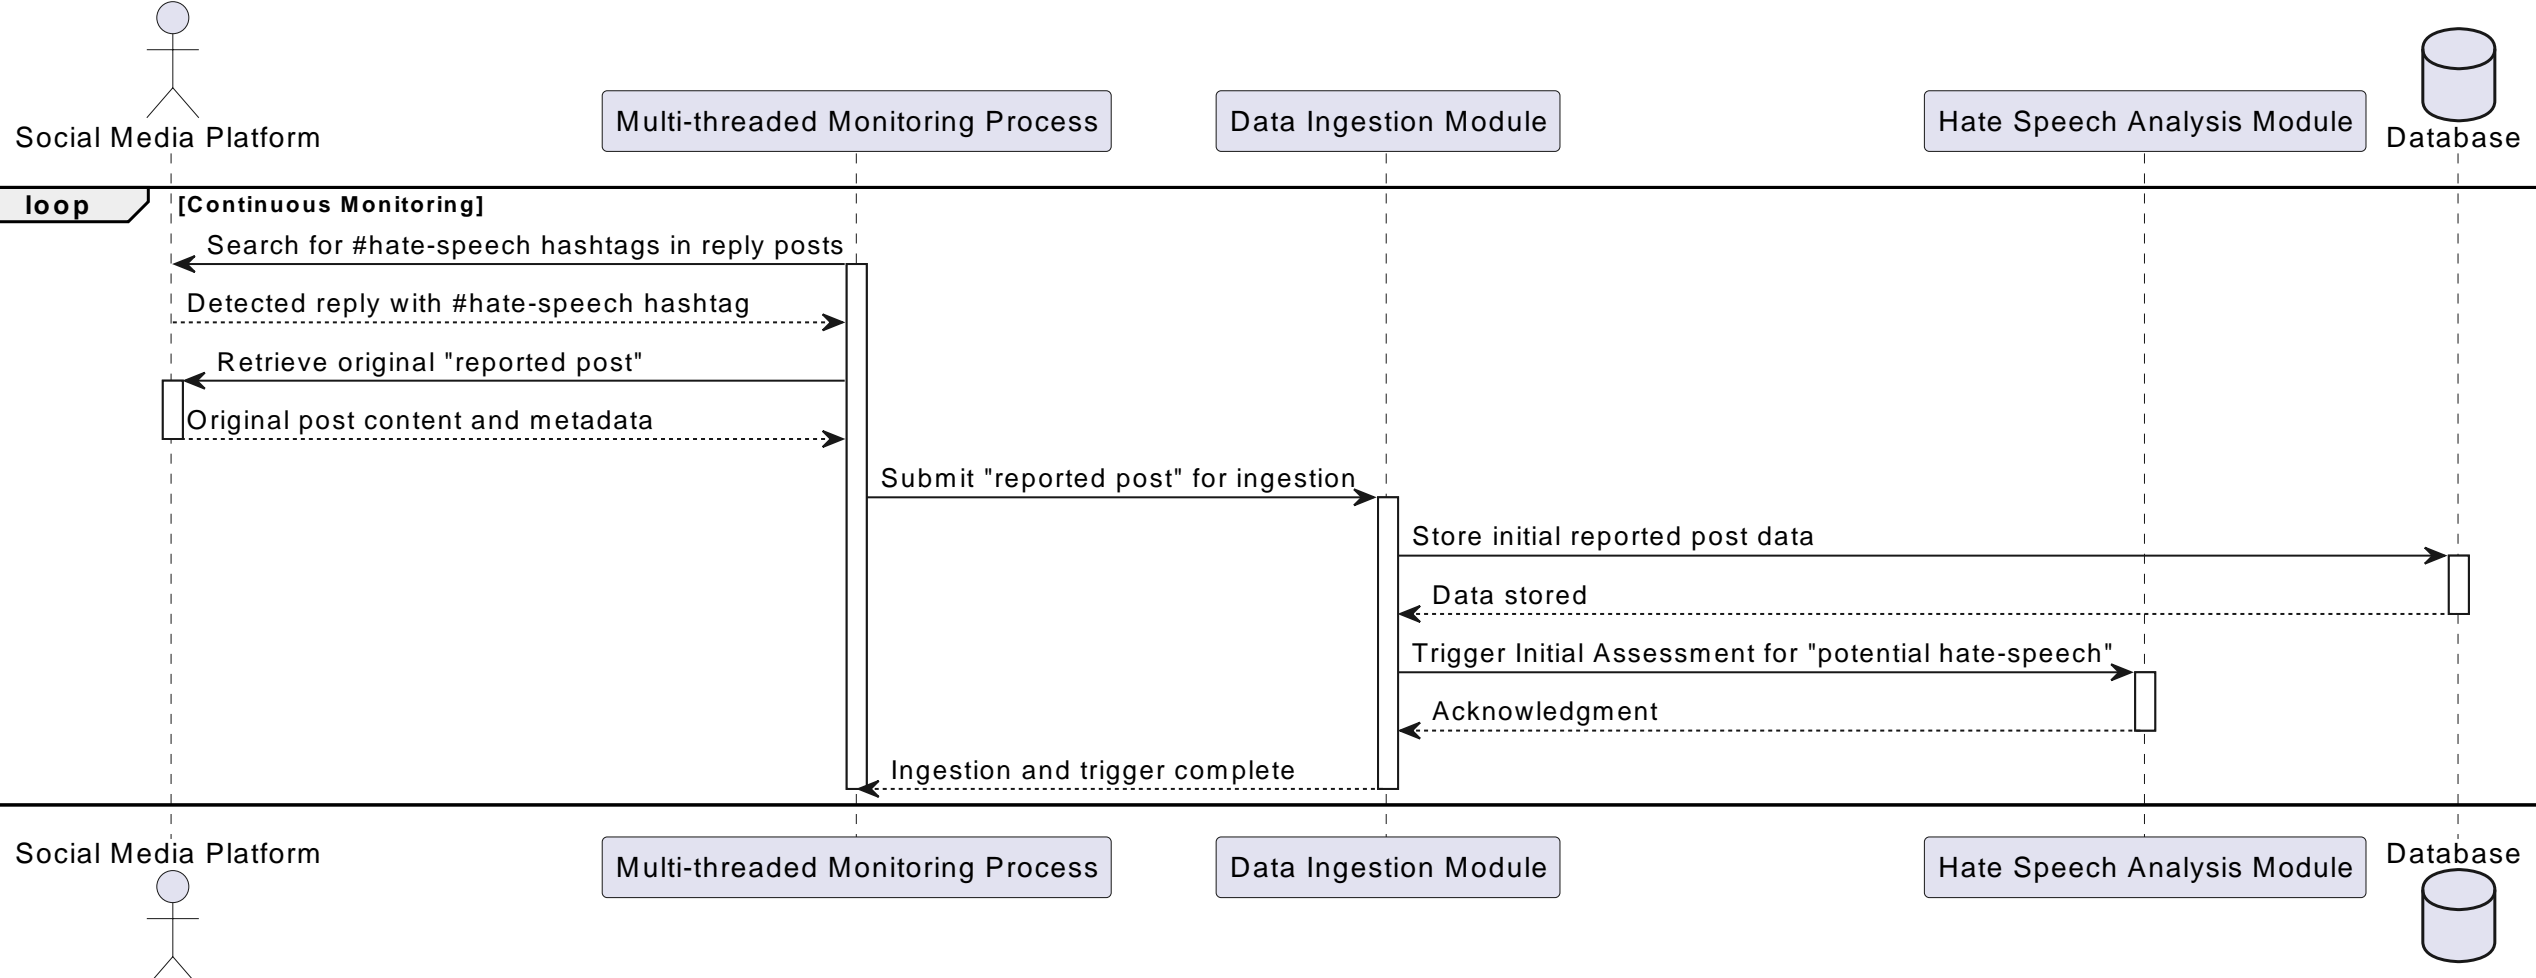 Social Media Platform
Multi-threaded Monitoring Process
Data Ingestion Module
Hate Speech Analysis Module
Database
loop
[Continuous Monitoring]
Search for #hate-speech hashtags in reply posts
Detected reply with #hate-speech hashtag
Retrieve original "reported post"
Original post content and metadata
Submit "reported post" for ingestion
Store initial reported post data
Data stored
Trigger Initial Assessment for "potential hate-speech"
Acknowledgment
Ingestion and trigger complete
Social Media Platform
Multi-threaded Monitoring Process
Data Ingestion Module
Hate Speech Analysis Module
Database